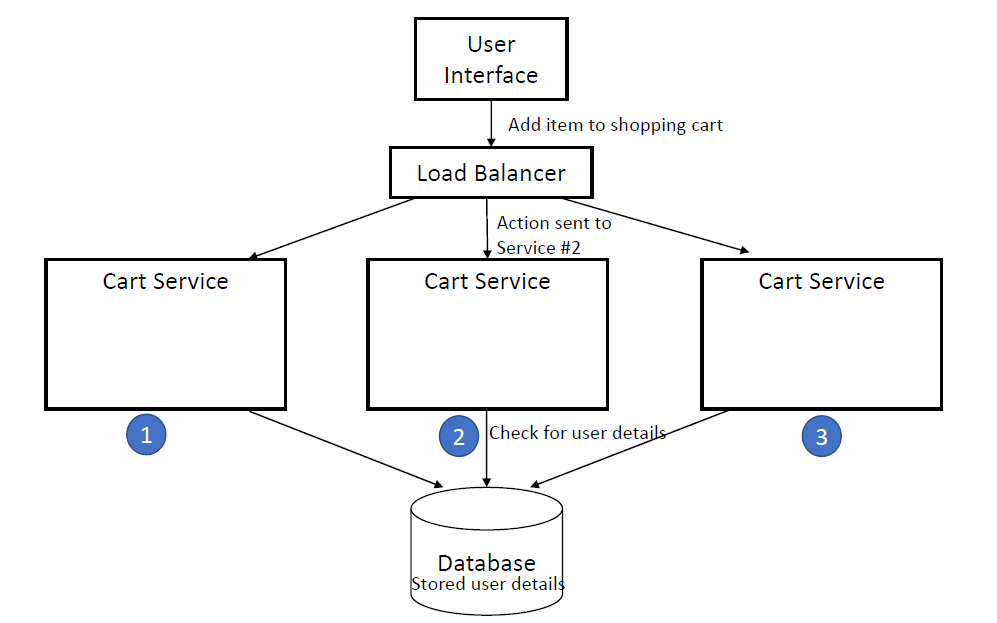 User
Interface
Add item to shopping cart
Load Balancer
Action sent to
Service #2
Cart Service
Cart Service
Cart Service
1
2
Check for user details
3
Database
Stored user details